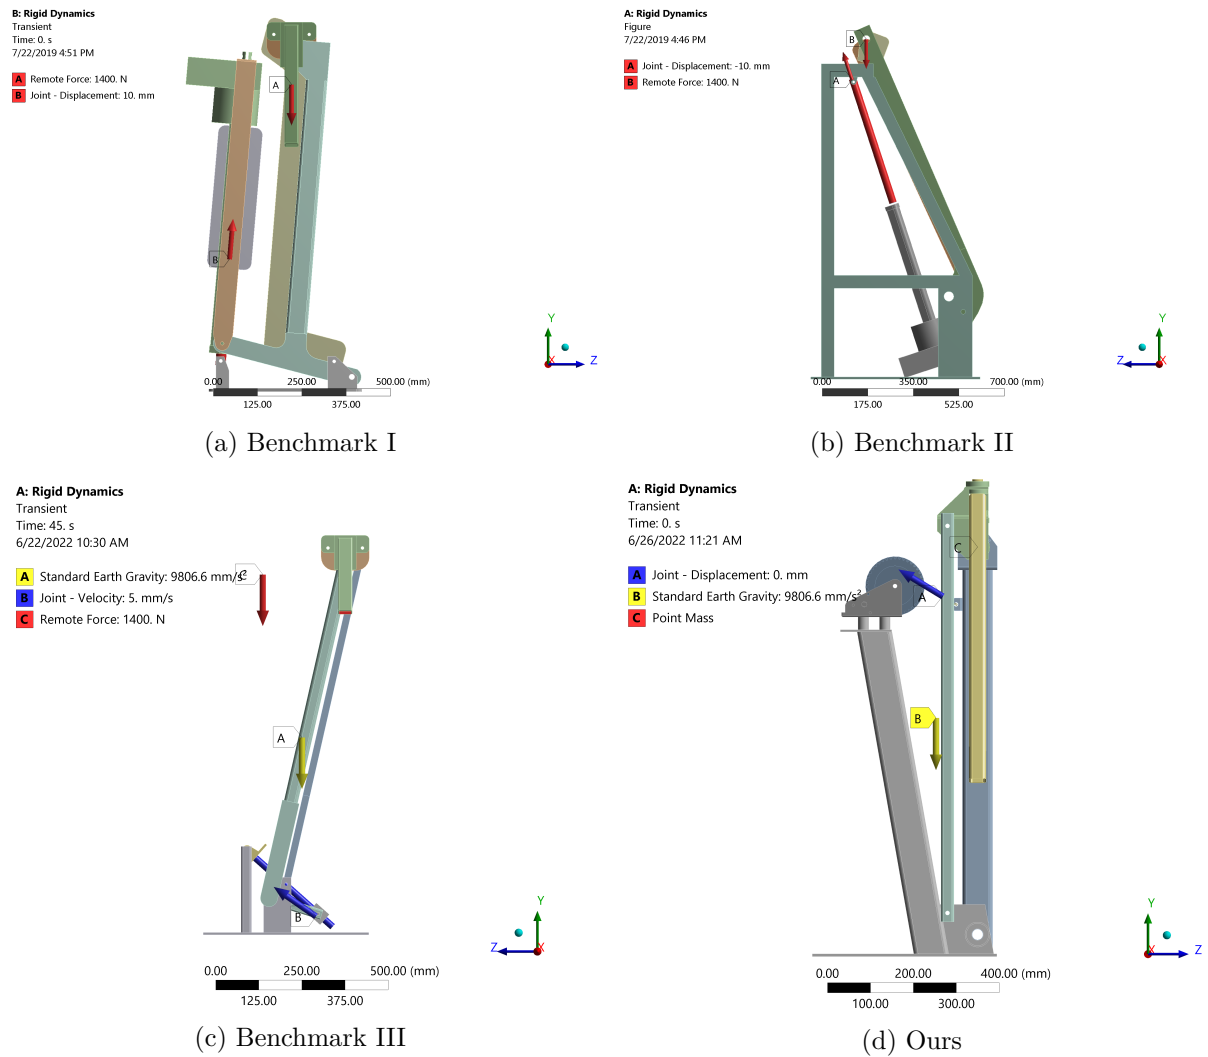 B: Rigid Dynamics
Transient
Time: 0. s
7/22/2019 4:51 PM
A Remote Force: 1400. N
B Joint - Displacement: 10. mm
A
B
Y
Z
X
0.00 250.00 500.00 (mm)
125.00 375.00
(a) Benchmark I
A: Rigid Dynamics
Figure
7/22/2019 4:46 PM
A Joint - Displacement: -10. mm
B Remote Force: 1400. N
B
A
Y
Z
X
0.00 350.00 700.00 (mm)
175.00 525.00
(b) Benchmark II
A: Rigid Dynamics
Transient
Time: 45. s
6/22/2022 10:30 AM
A Standard Earth Gravity: 9806.6 mm/s²
B Joint - Velocity: 5. mm/s
C Remote Force: 1400. N
C
A
B
Y
Z
X
0.00 250.00 500.00 (mm)
125.00 375.00
(c) Benchmark III
A: Rigid Dynamics
Transient
Time: 0. s
6/26/2022 11:21 AM
A Joint - Displacement: 0. mm
B Standard Earth Gravity: 9806.6 mm/s²
C Point Mass
C
A
B
Y
Z
X
0.00 200.00 400.00 (mm)
100.00 300.00
(d) Ours